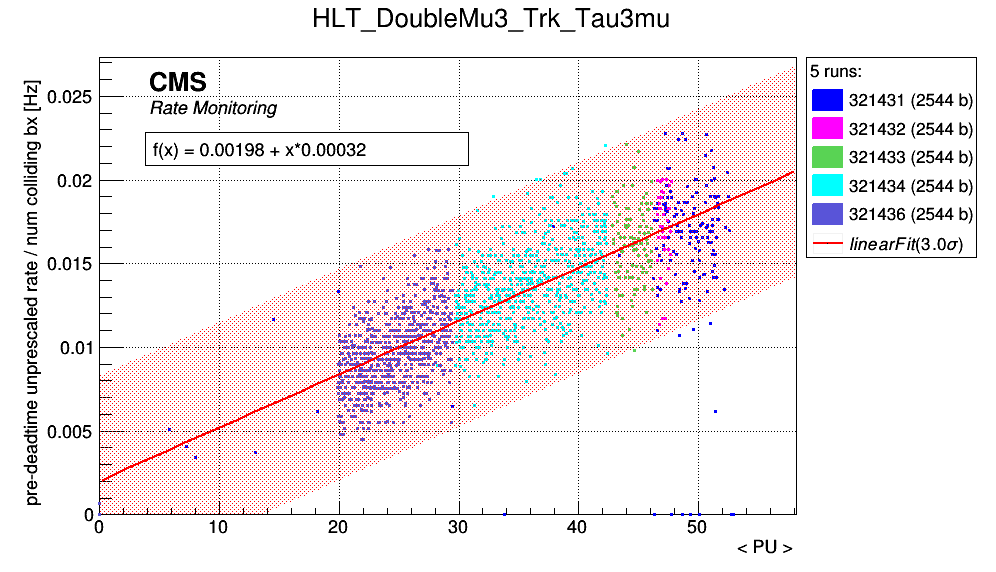 HLT_DoubleMu3_Trk_Tau3mu
pre-deadtime unprescaled rate / num colliding bx [Hz]
CMS
Rate Monitoring
f(x) = 0.00198 + x*0.00032
0.025
0.02
0.015
0.01
0.005
0
0 10 20 30 40 50
< PU >
5 runs:
321431 (2544 b)
321432 (2544 b)
321433 (2544 b)
321434 (2544 b)
321436 (2544 b)
linearFit(3.0σ)